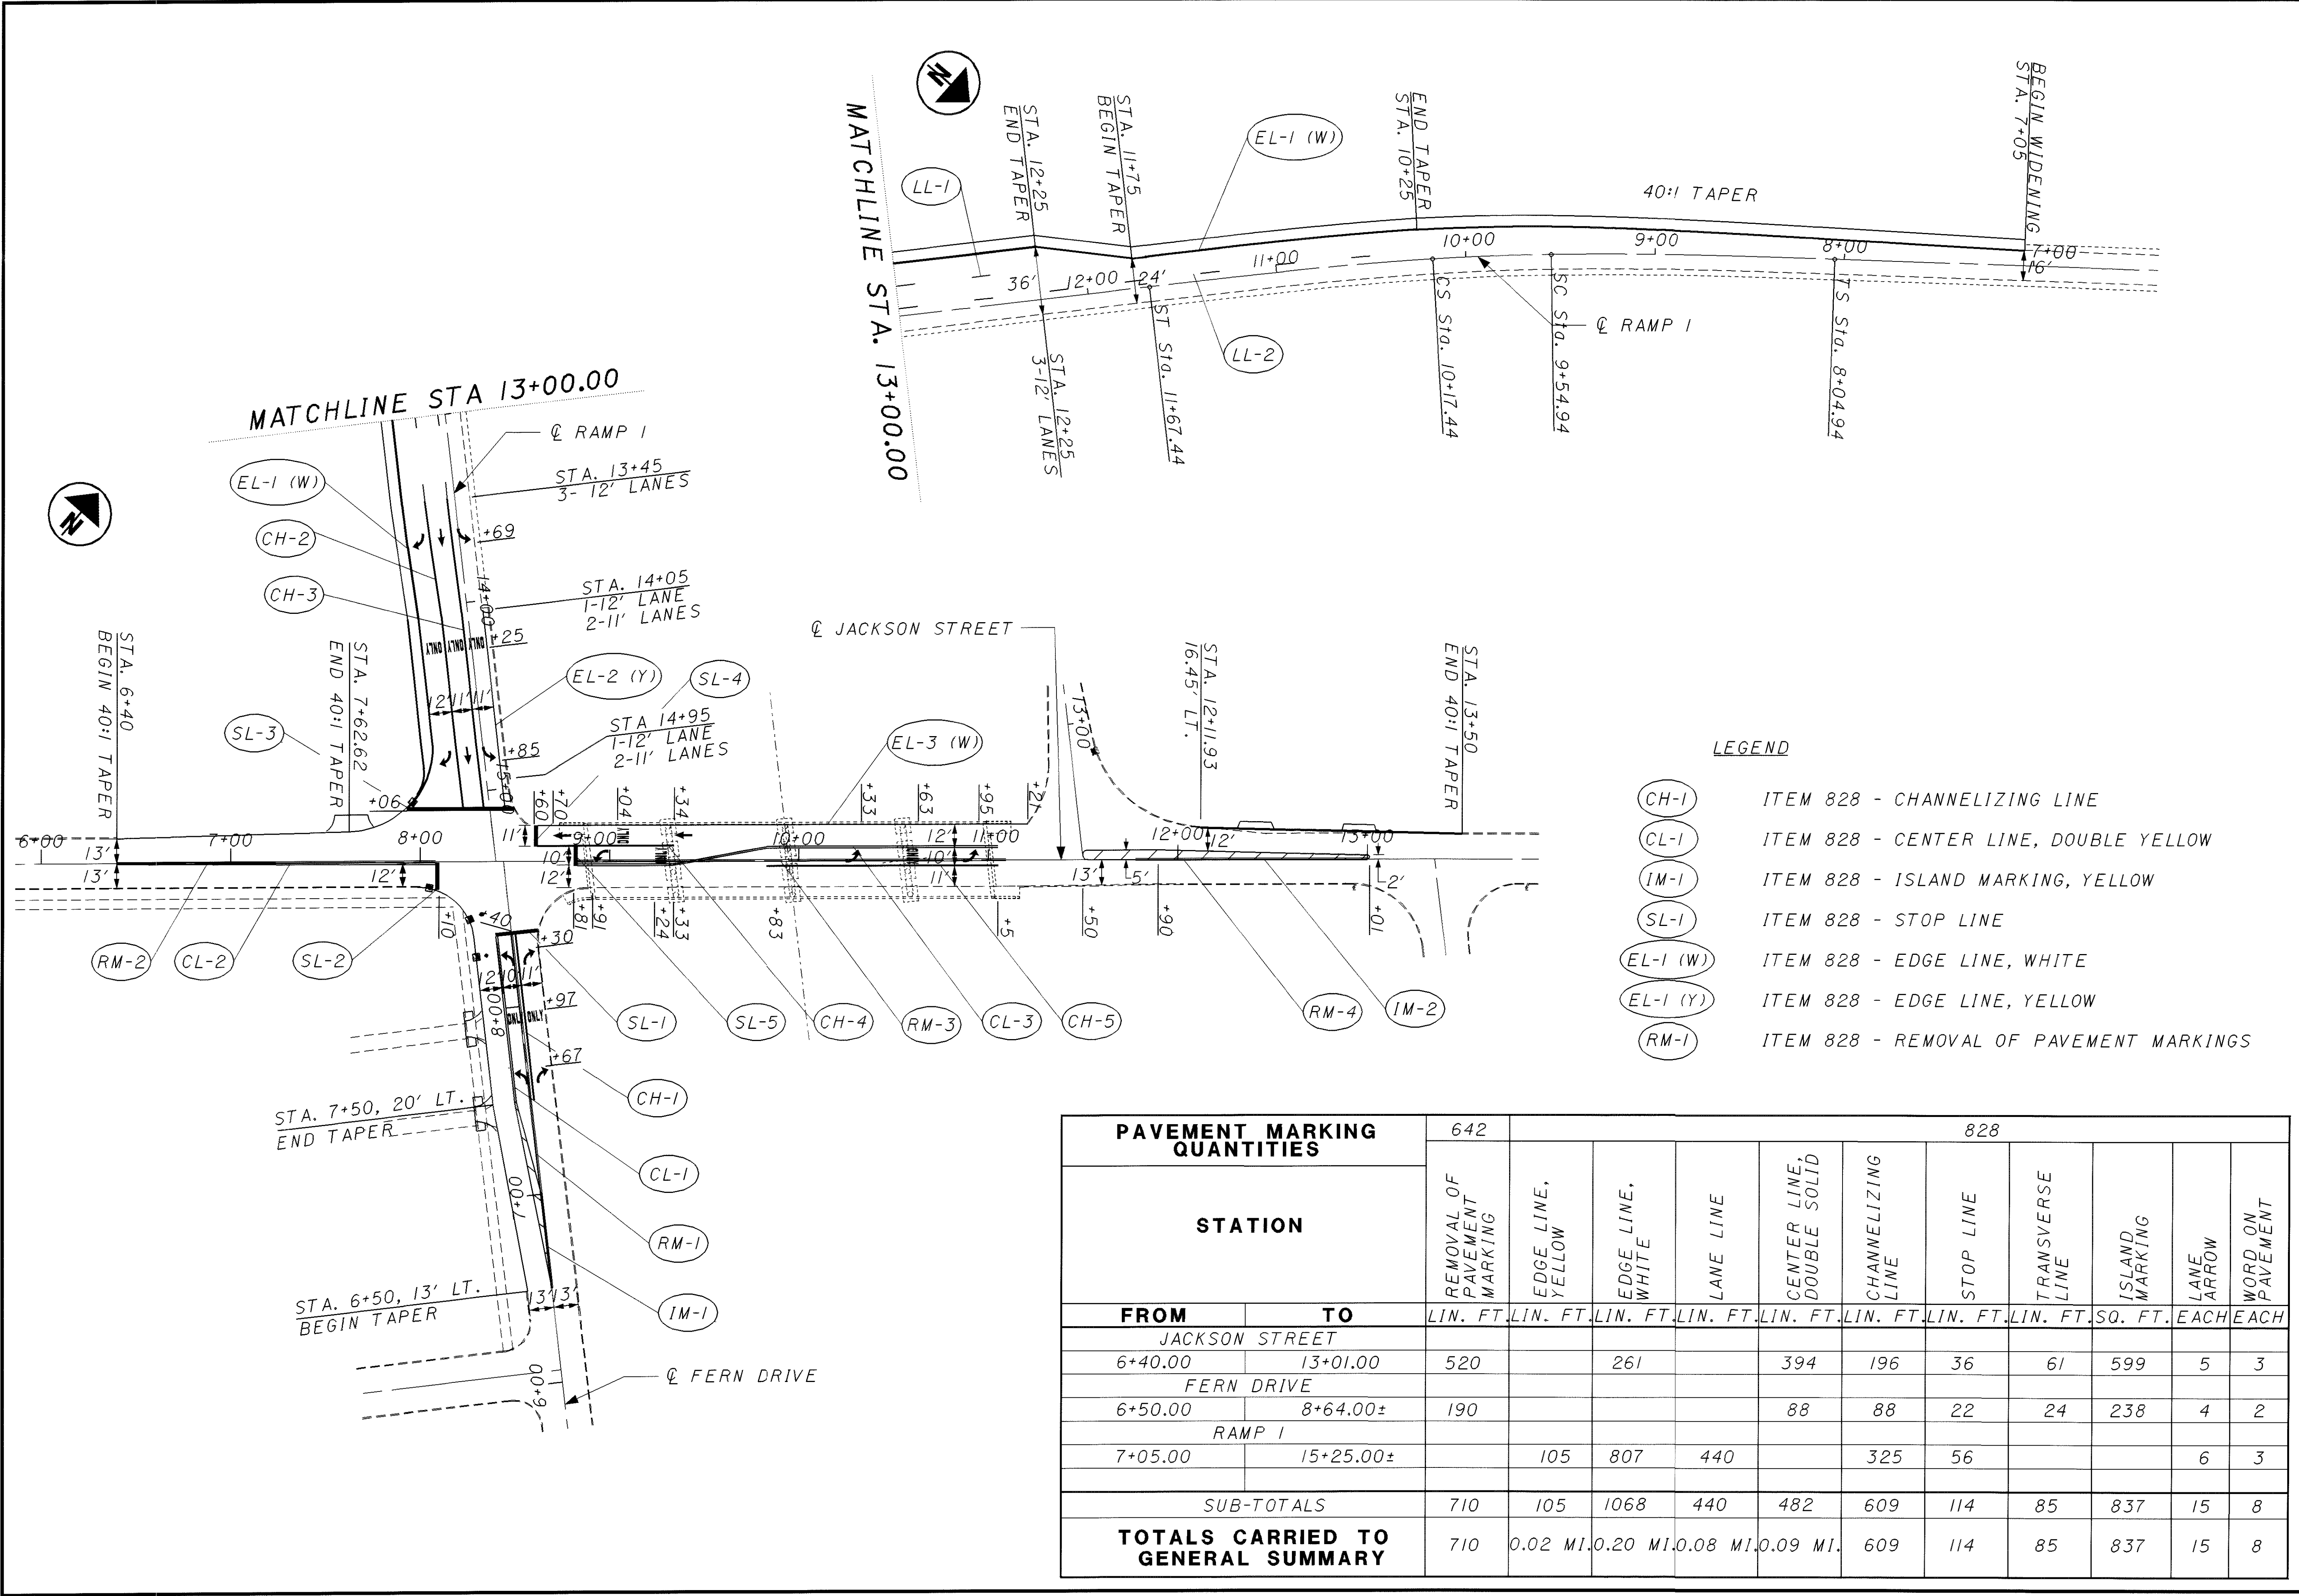 MATCHLINE STA. 13+00.00
N
STA. 12+25
END TAPER
STA. 11+75
BEGIN TAPER
EL-1 (W)
LL-1
END TAPER
STA. 10+25
40:1 TAPER
BEGIN WIDENING
STA. 7+05
36'
12+00
24'
11+00
10+00
9+00
8+00
7+00
16'
STA. 12+25
3-12' LANES
ST Sta. 11+67.44
LL-2
CS Sta. 10+17.44
SC Sta. 9+54.94
TS Sta. 8+04.94
℄ RAMP 1
MATCHLINE STA 13+00.00
℄ RAMP 1
STA. 13+45
3- 12' LANES
EL-1 (W)
N
CH-2
+69
CH-3
14+00
STA. 14+05
1-12' LANE
2-11' LANES
ONLY
ONLY
ONLY
+25
EL-2 (Y)
SL-4
12'
11'
11'
STA 14+95
1-12' LANE
2-11' LANES
+85
SL-3
STA. 6+40
BEGIN 40:1 TAPER
STA. 7+62.62
END 40:1 TAPER
+06
℄ JACKSON STREET
EL-3 (W)
13+00
STA. 12+11.93
16.45' LT.
STA. 13+50
END 40:1 TAPER
+60
+70
+04
+34
+33
+63
+95
+21
6+00
7+00
8+00
9+00
10+00
11+00
12+00
13+00
13'
13'
12'
11'
10'
12'
ONLY
12'
10'
11'
12'
13'
5'
2'
+10
+40
+30
+81
+91
+24
+33
+83
+5
+50
+90
+01
RM-2
CL-2
SL-2
12'
10'
11'
8+00
ONLY
+97
+67
SL-1
SL-5
CH-4
RM-3
CL-3
CH-5
RM-4
IM-2
CH-1
STA. 7+50, 20' LT.
END TAPER
CL-1
7+00
RM-1
STA. 6+50, 13' LT.
BEGIN TAPER
13'
13'
IM-1
6+00
℄ FERN DRIVE
LEGEND
CH-1 ITEM 828 - CHANNELIZING LINE
CL-1 ITEM 828 - CENTER LINE, DOUBLE YELLOW
IM-1 ITEM 828 - ISLAND MARKING, YELLOW
SL-1 ITEM 828 - STOP LINE
EL-1 (W) ITEM 828 - EDGE LINE, WHITE
EL-1 (Y) ITEM 828 - EDGE LINE, YELLOW
RM-1 ITEM 828 - REMOVAL OF PAVEMENT MARKINGS
PAVEMENT MARKING
QUANTITIES
642 828
STATION
REMOVAL OF
PAVEMENT
MARKING
EDGE LINE,
YELLOW
EDGE LINE,
WHITE
LANE LINE
CENTER LINE,
DOUBLE SOLID
CHANNELIZING
LINE
STOP LINE
TRANSVERSE
LINE
ISLAND
MARKING
LANE
ARROW
WORD ON
PAVEMENT
FROM TO LIN. FT. LIN. FT. LIN. FT. LIN. FT. LIN. FT. LIN. FT. LIN. FT. LIN. FT. SQ. FT. EACH EACH
JACKSON STREET
6+40.00 13+01.00 520 261 394 196 36 61 599 5 3
FERN DRIVE
6+50.00 8+64.00± 190 88 88 22 24 238 4 2
RAMP 1
7+05.00 15+25.00± 105 807 440 325 56 6 3
SUB-TOTALS 710 105 1068 440 482 609 114 85 837 15 8
TOTALS CARRIED TO
GENERAL SUMMARY
710 0.02 MI. 0.20 MI. 0.08 MI. 0.09 MI. 609 114 85 837 15 8